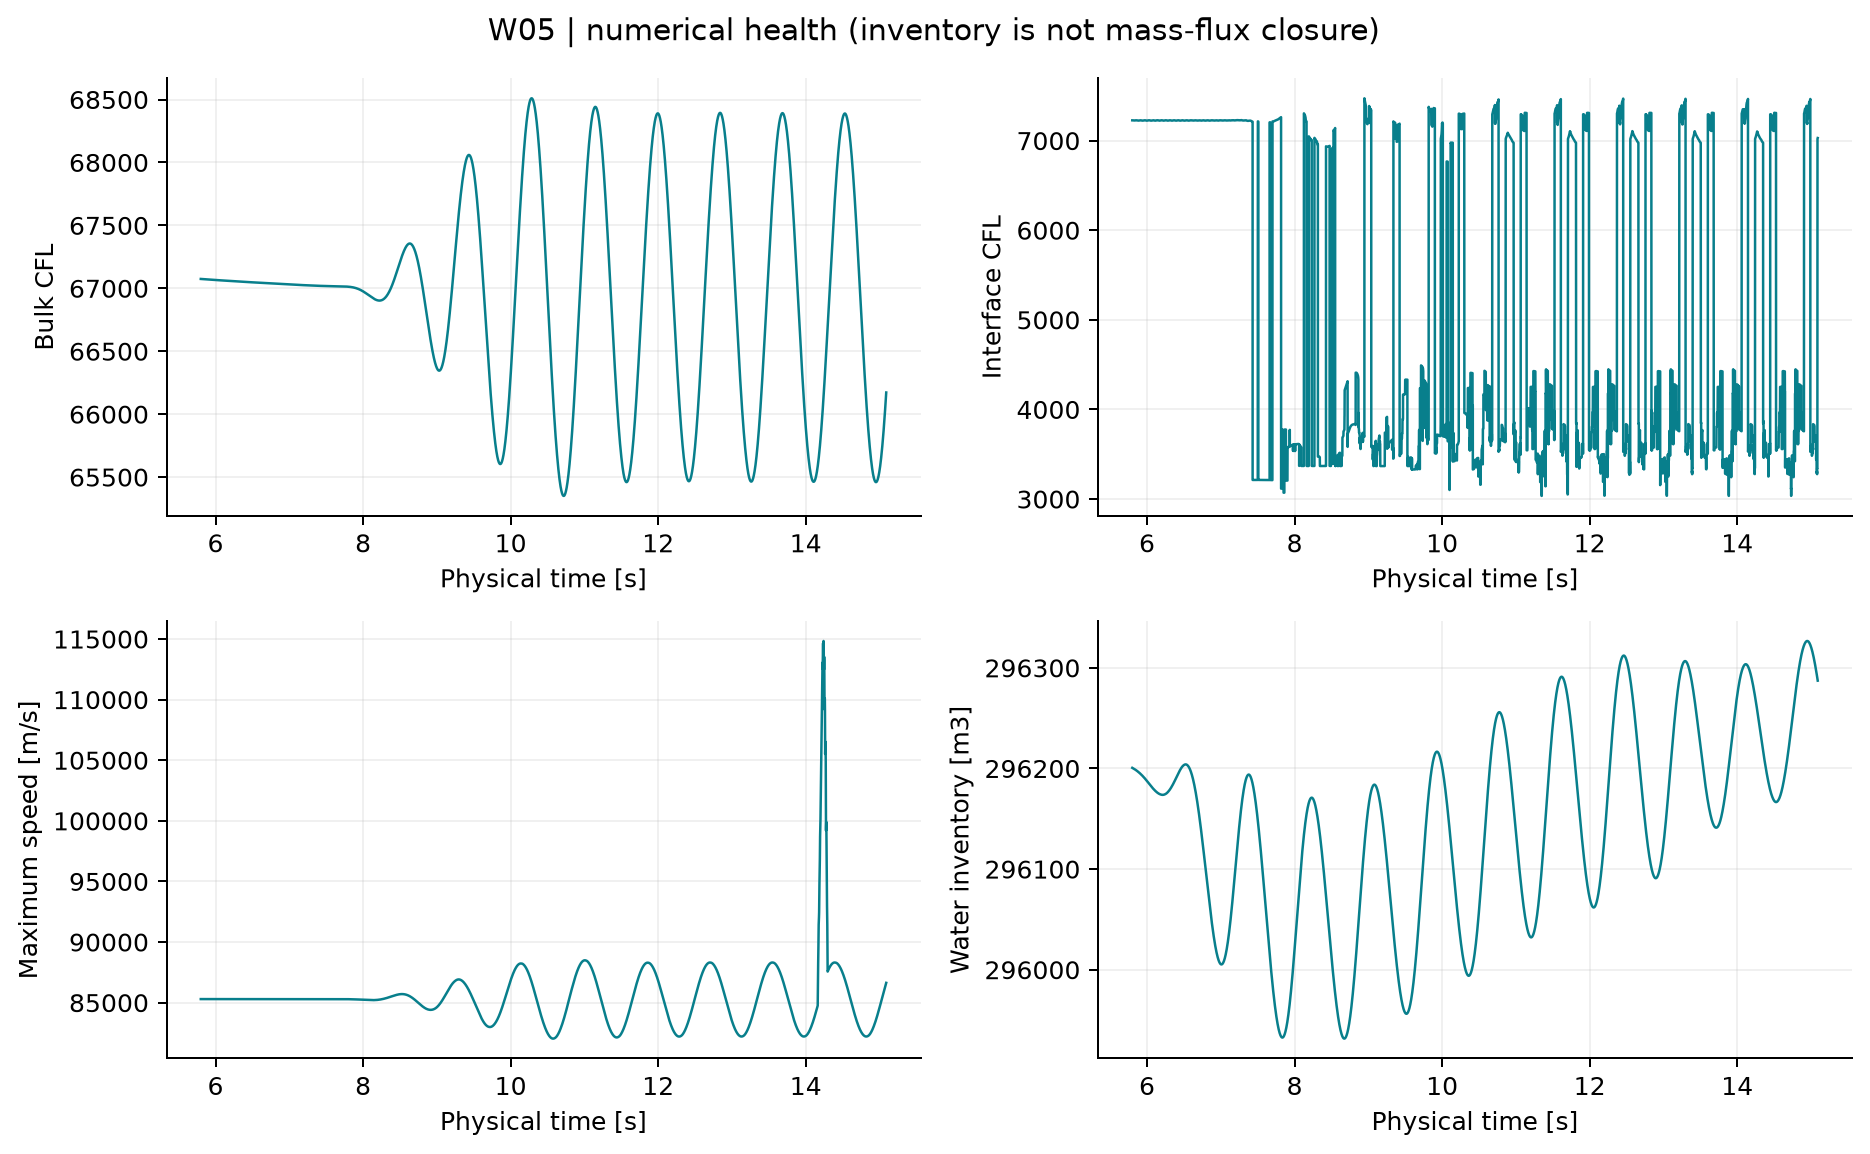 W05 | numerical health (inventory is not mass-flux closure)
Bulk CFL
68500
68000
67500
67000
66500
66000
65500
6 8 10 12 14
Physical time [s]
Interface CFL
7000
6000
5000
4000
3000
6 8 10 12 14
Physical time [s]
Maximum speed [m/s]
115000
110000
105000
100000
95000
90000
85000
6 8 10 12 14
Physical time [s]
Water inventory [m3]
296300
296200
296100
296000
6 8 10 12 14
Physical time [s]